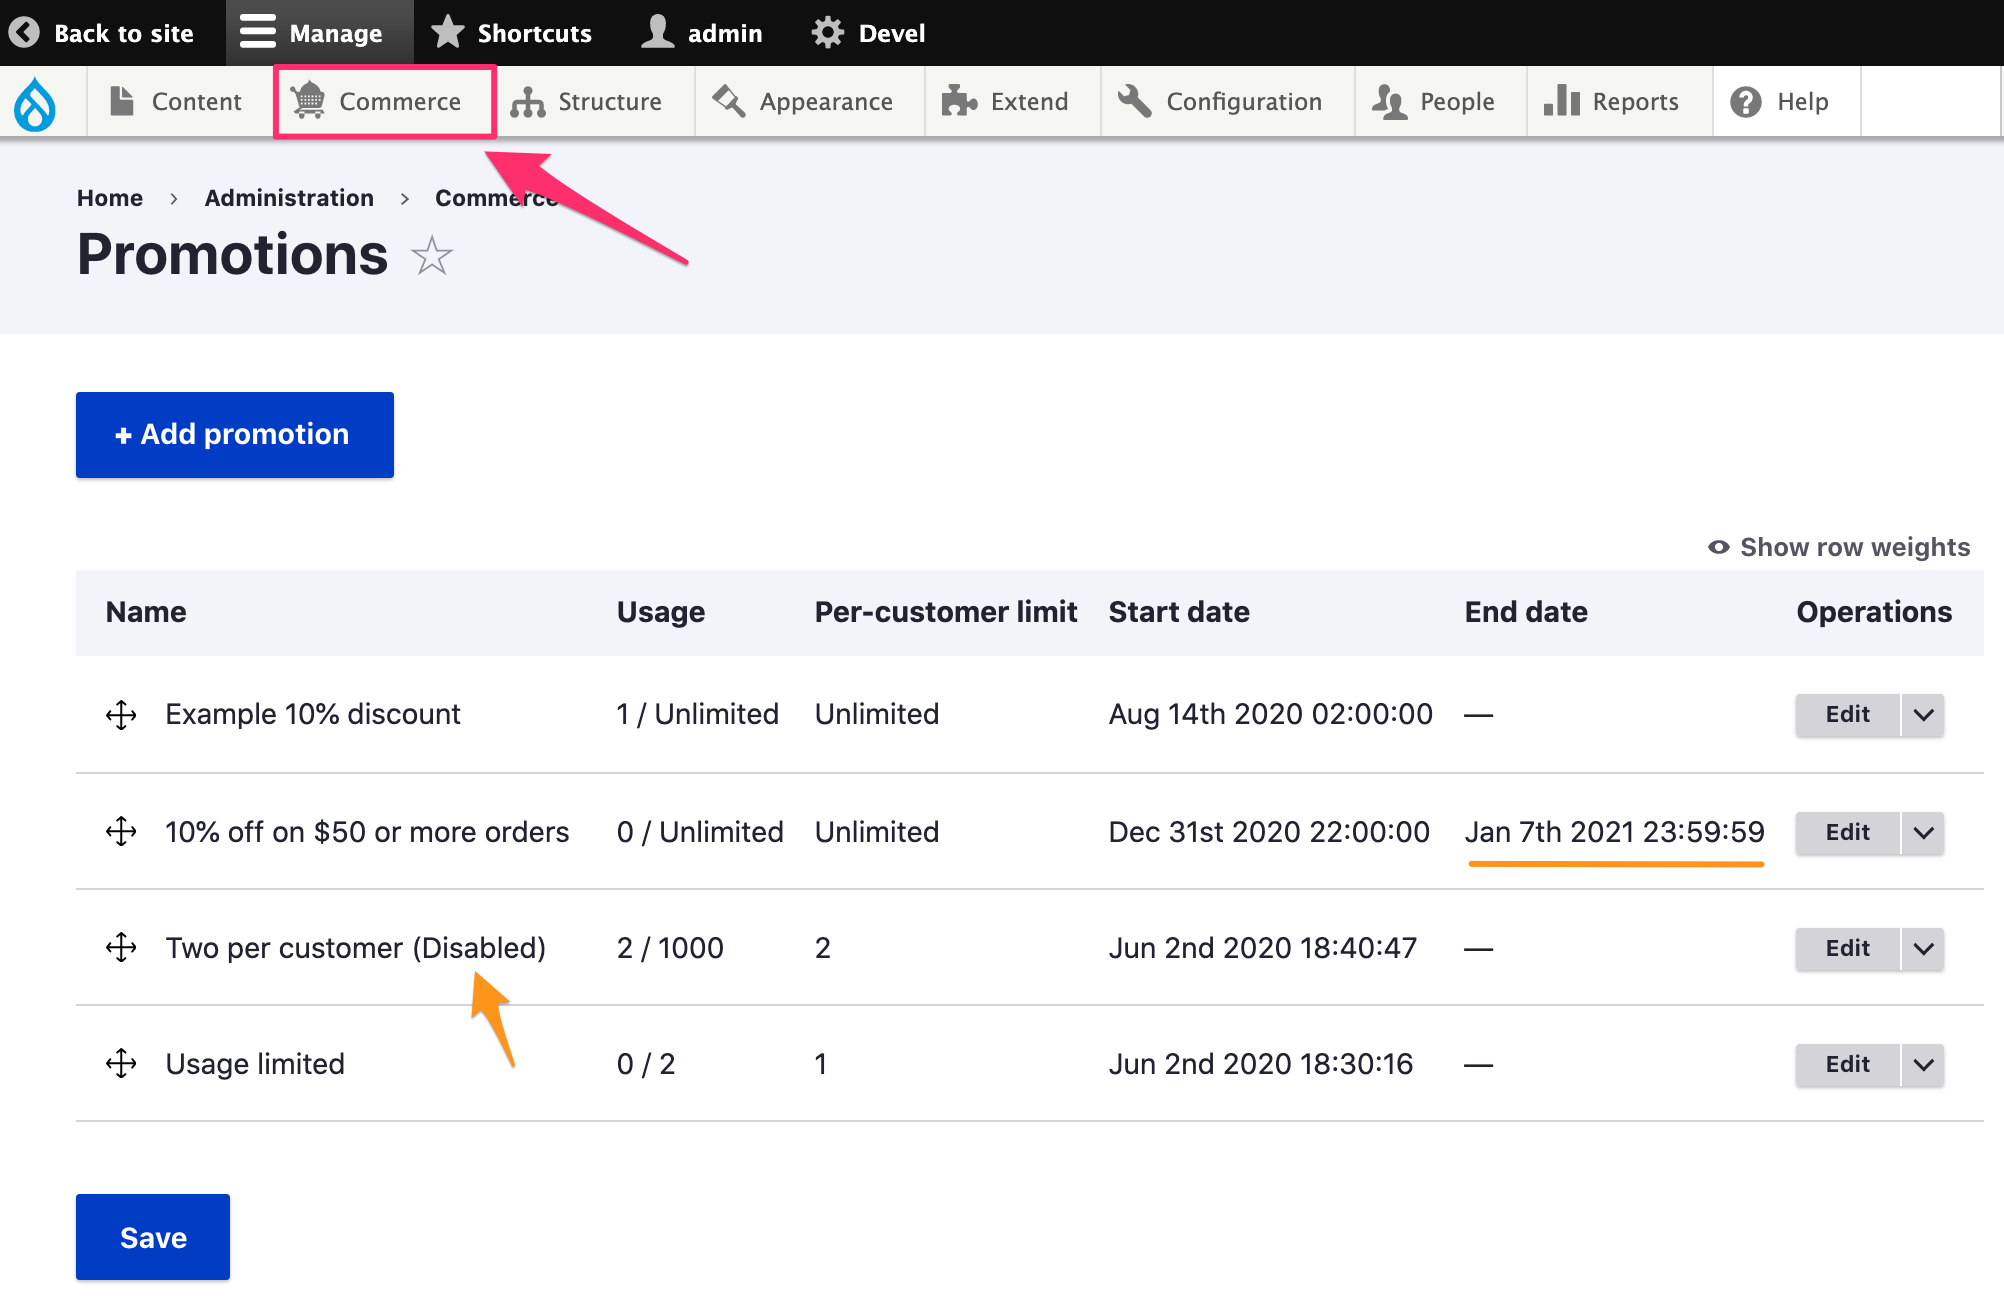 Back to site Manage Shortcuts admin Devel
Content Commerce Structure Appearance Extend Configuration People Reports Help
Home › Administration › Commerce
Promotions
+ Add promotion
Show row weights
Name Usage Per-customer limit Start date End date Operations
Example 10% discount 1 / Unlimited Unlimited Aug 14th 2020 02:00:00 — Edit
10% off on $50 or more orders 0 / Unlimited Unlimited Dec 31st 2020 22:00:00 Jan 7th 2021 23:59:59 Edit
Two per customer (Disabled) 2 / 1000 2 Jun 2nd 2020 18:40:47 — Edit
Usage limited 0 / 2 1 Jun 2nd 2020 18:30:16 — Edit
Save